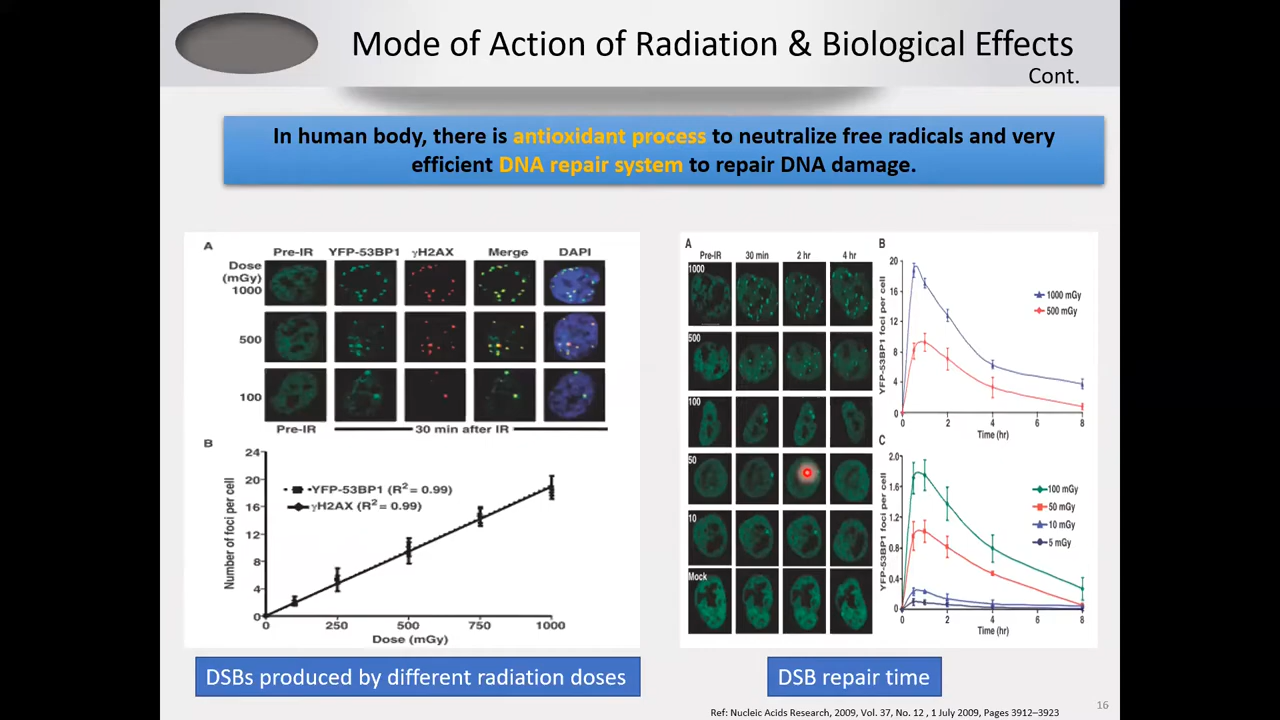 Mode of Action of Radiation & Biological Effects
Cont.
In human body, there is antioxidant process to neutralize free radicals and very
efficient DNA repair system to repair DNA damage.
A
Pre-IR YFP-53BP1 γH2AX Merge DAPI
Dose
(mGy)
1000
500
100
Pre-IR 30 min after IR
B
24
20
16
12
8
4
0
Number of foci per cell
YFP-53BP1 (R² = 0.99)
γH2AX (R² = 0.99)
0 250 500 750 1000
Dose (mGy)
DSBs produced by different radiation doses
A
Pre-IR 30 min 2 hr 4 hr
1000
500
100
50
10
Mock
B
20
16
12
8
4
0
YFP-53BP1 foci per cell
1000 mGy
500 mGy
0 2 4 6 8
Time (hr)
C
2.0
1.6
1.2
0.8
0.4
0
YFP-53BP1 foci per cell
100 mGy
50 mGy
10 mGy
5 mGy
0 2 4 6 8
Time (hr)
DSB repair time
Ref: Nucleic Acids Research, 2009, Vol. 37, No. 12 , 1 July 2009, Pages 3912–3923
16